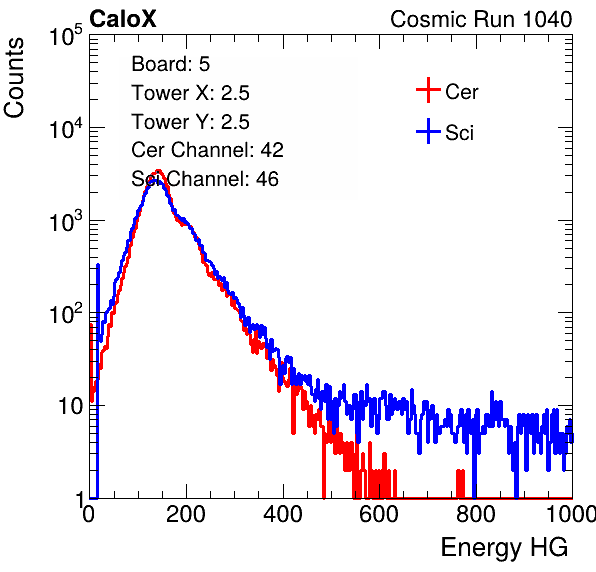 CaloX Cosmic Run 1040
Counts
10^5
10^4
10^3
10^2
10
1
Board: 5
Tower X: 2.5
Tower Y: 2.5
Cer Channel: 42
Sci Channel: 46
Cer
Sci
0 200 400 600 800 1000
Energy HG